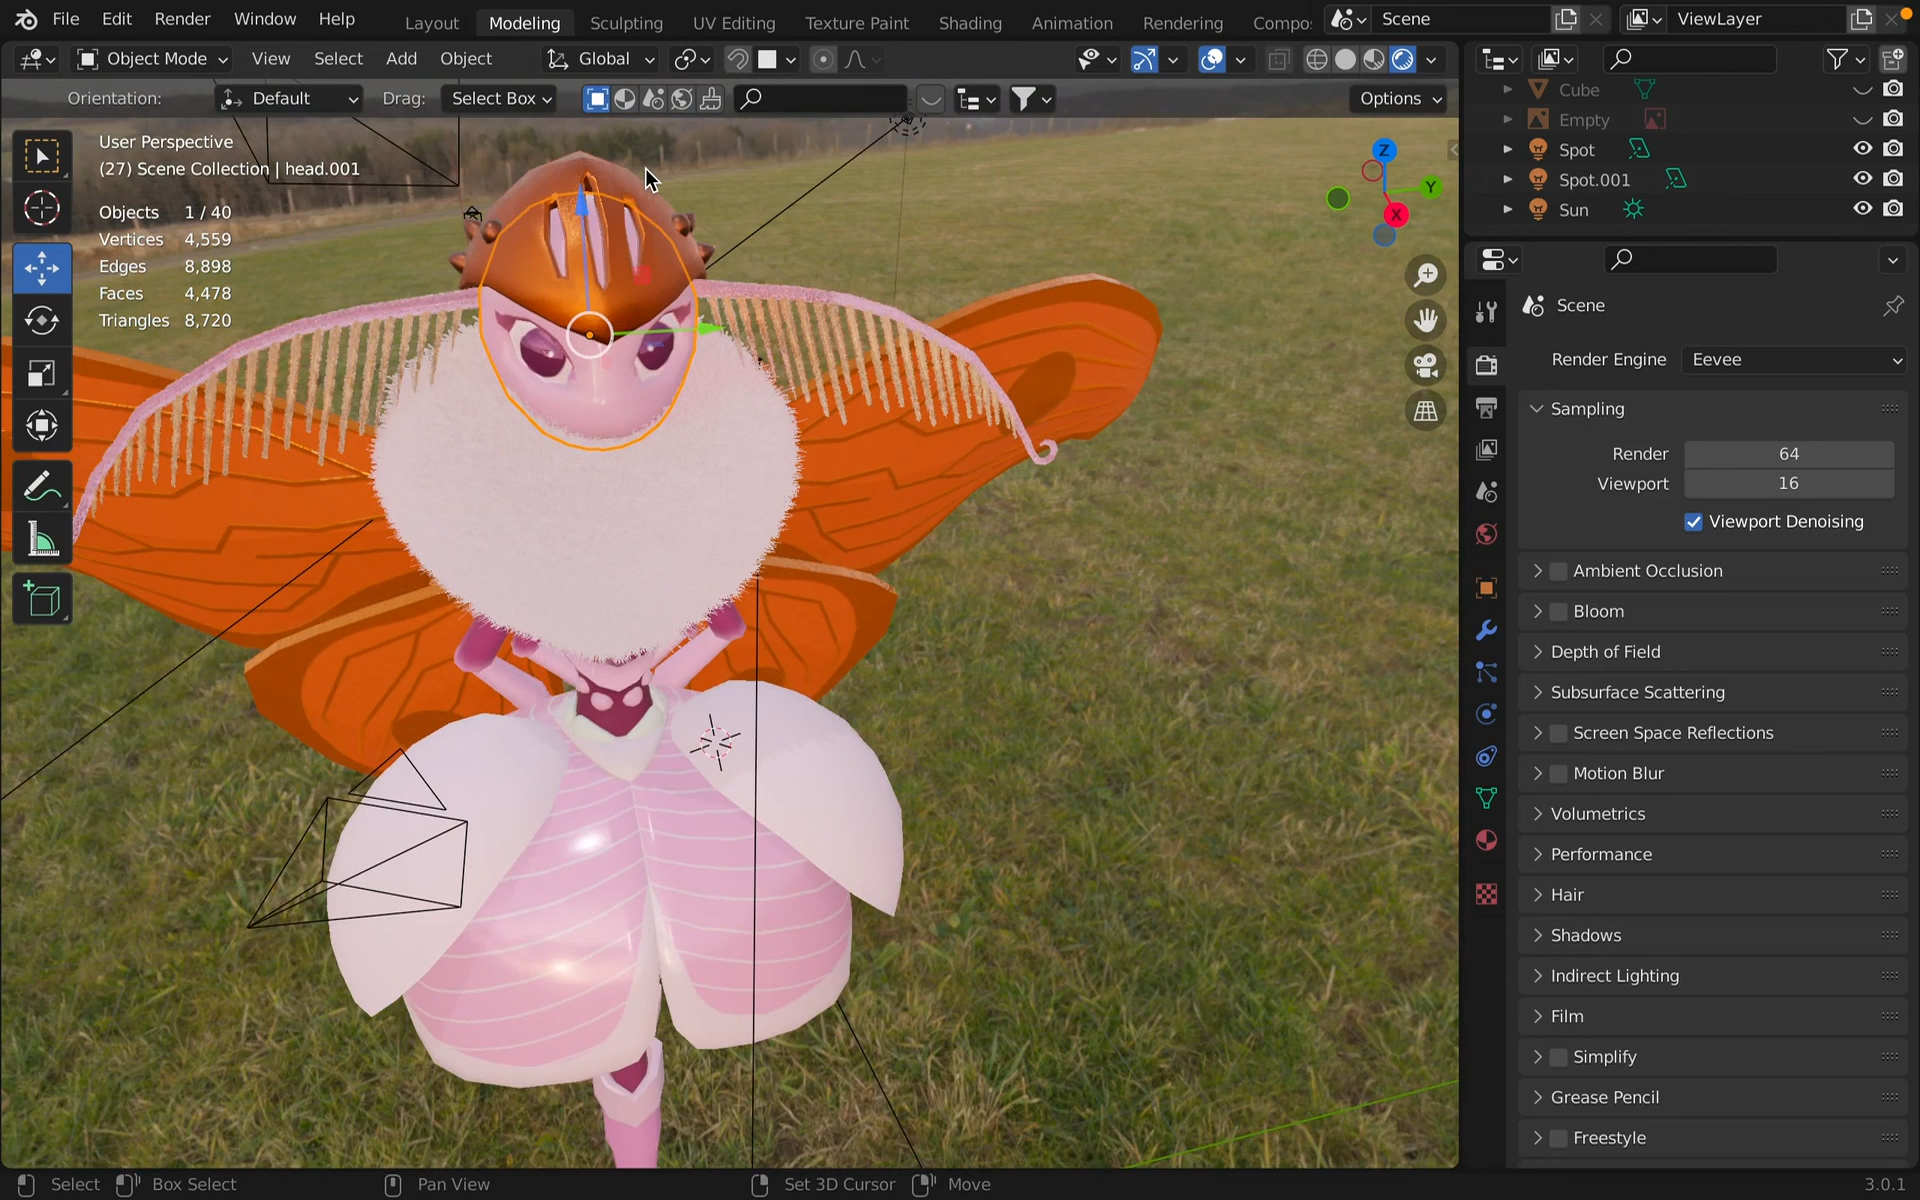 File Edit Render Window Help Layout Modeling Sculpting UV Editing Texture Paint Shading Animation Rendering Compo Scene ViewLayer
Object Mode View Select Add Object Global
Orientation: Default Drag: Select Box Options
User Perspective
(27) Scene Collection | head.001
Objects 1 / 40
Vertices 4,559
Edges 8,898
Faces 4,478
Triangles 8,720
Z
Y
X
Cube
Empty
Spot
Spot.001
Sun
Scene
Render Engine Eevee
Sampling
Render 64
Viewport 16
Viewport Denoising
Ambient Occlusion
Bloom
Depth of Field
Subsurface Scattering
Screen Space Reflections
Motion Blur
Volumetrics
Performance
Hair
Shadows
Indirect Lighting
Film
Simplify
Grease Pencil
Freestyle
Select Box Select Pan View Set 3D Cursor Move 3.0.1